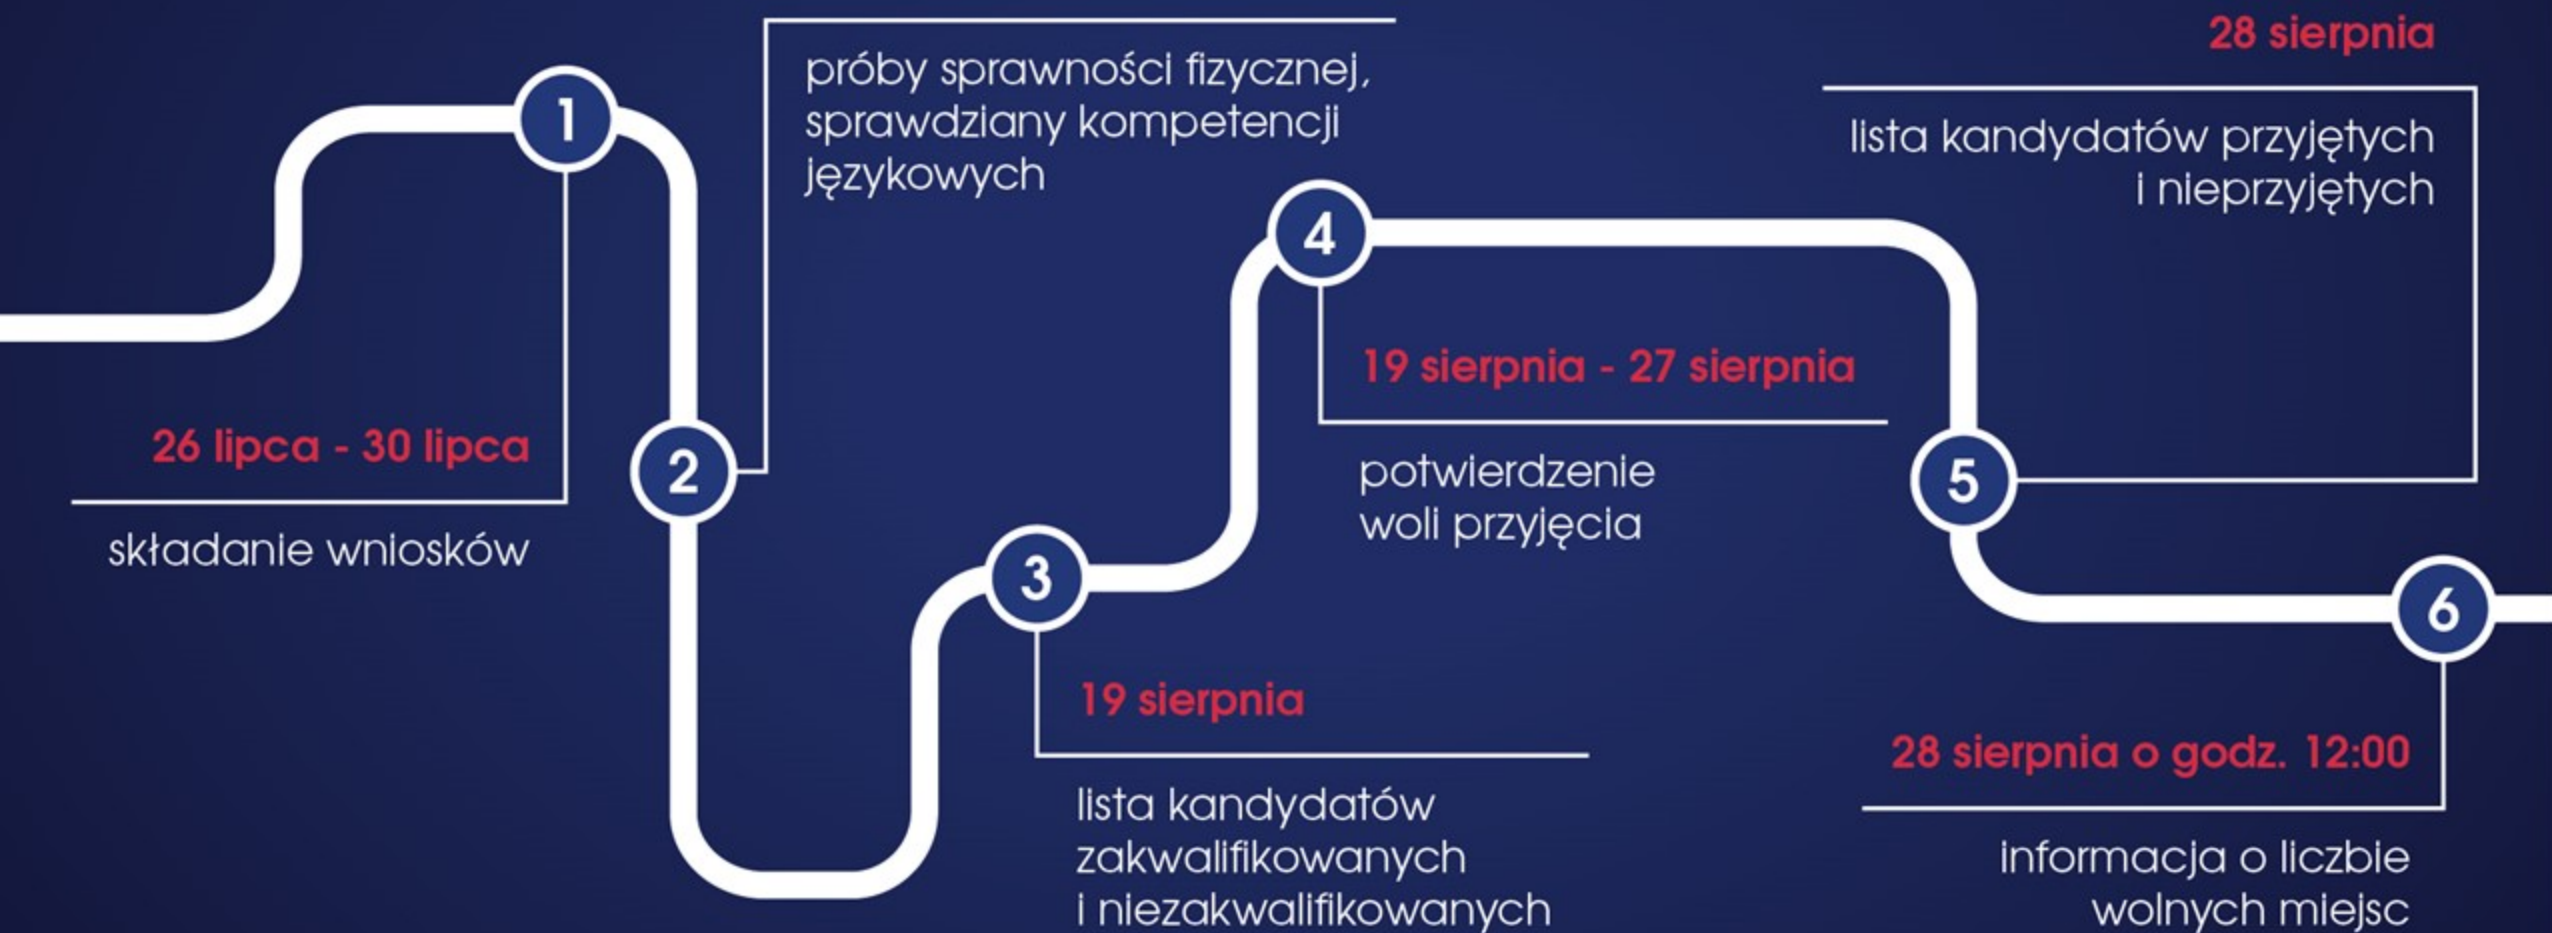 1
26 lipca - 30 lipca
składanie wniosków
2
próby sprawności fizycznej,
sprawdziany kompetencji
językowych
3
19 sierpnia
lista kandydatów
zakwalifikowanych
i niezakwalifikowanych
4
19 sierpnia - 27 sierpnia
potwierdzenie
woli przyjęcia
5
28 sierpnia
lista kandydatów przyjętych
i nieprzyjętych
6
28 sierpnia o godz. 12:00
informacja o liczbie
wolnych miejsc